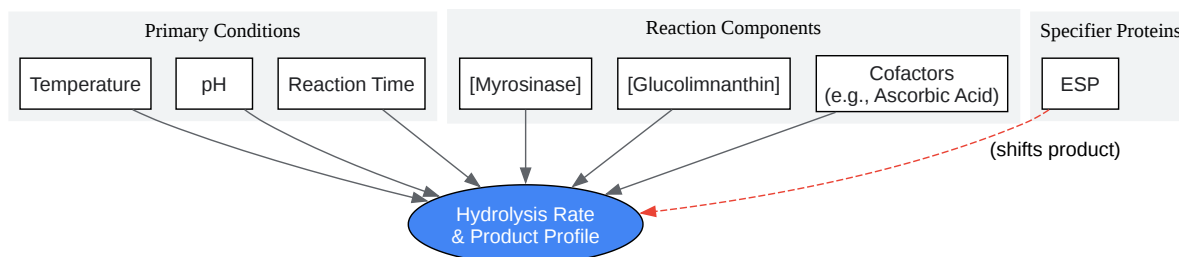 Primary Conditions
Reaction Components
Specifier Proteins
Temperature
pH
Reaction Time
[Myrosinase]
[Glucolimnanthin]
Cofactors
(e.g., Ascorbic Acid)
ESP
(shifts product)
Hydrolysis Rate
& Product Profile